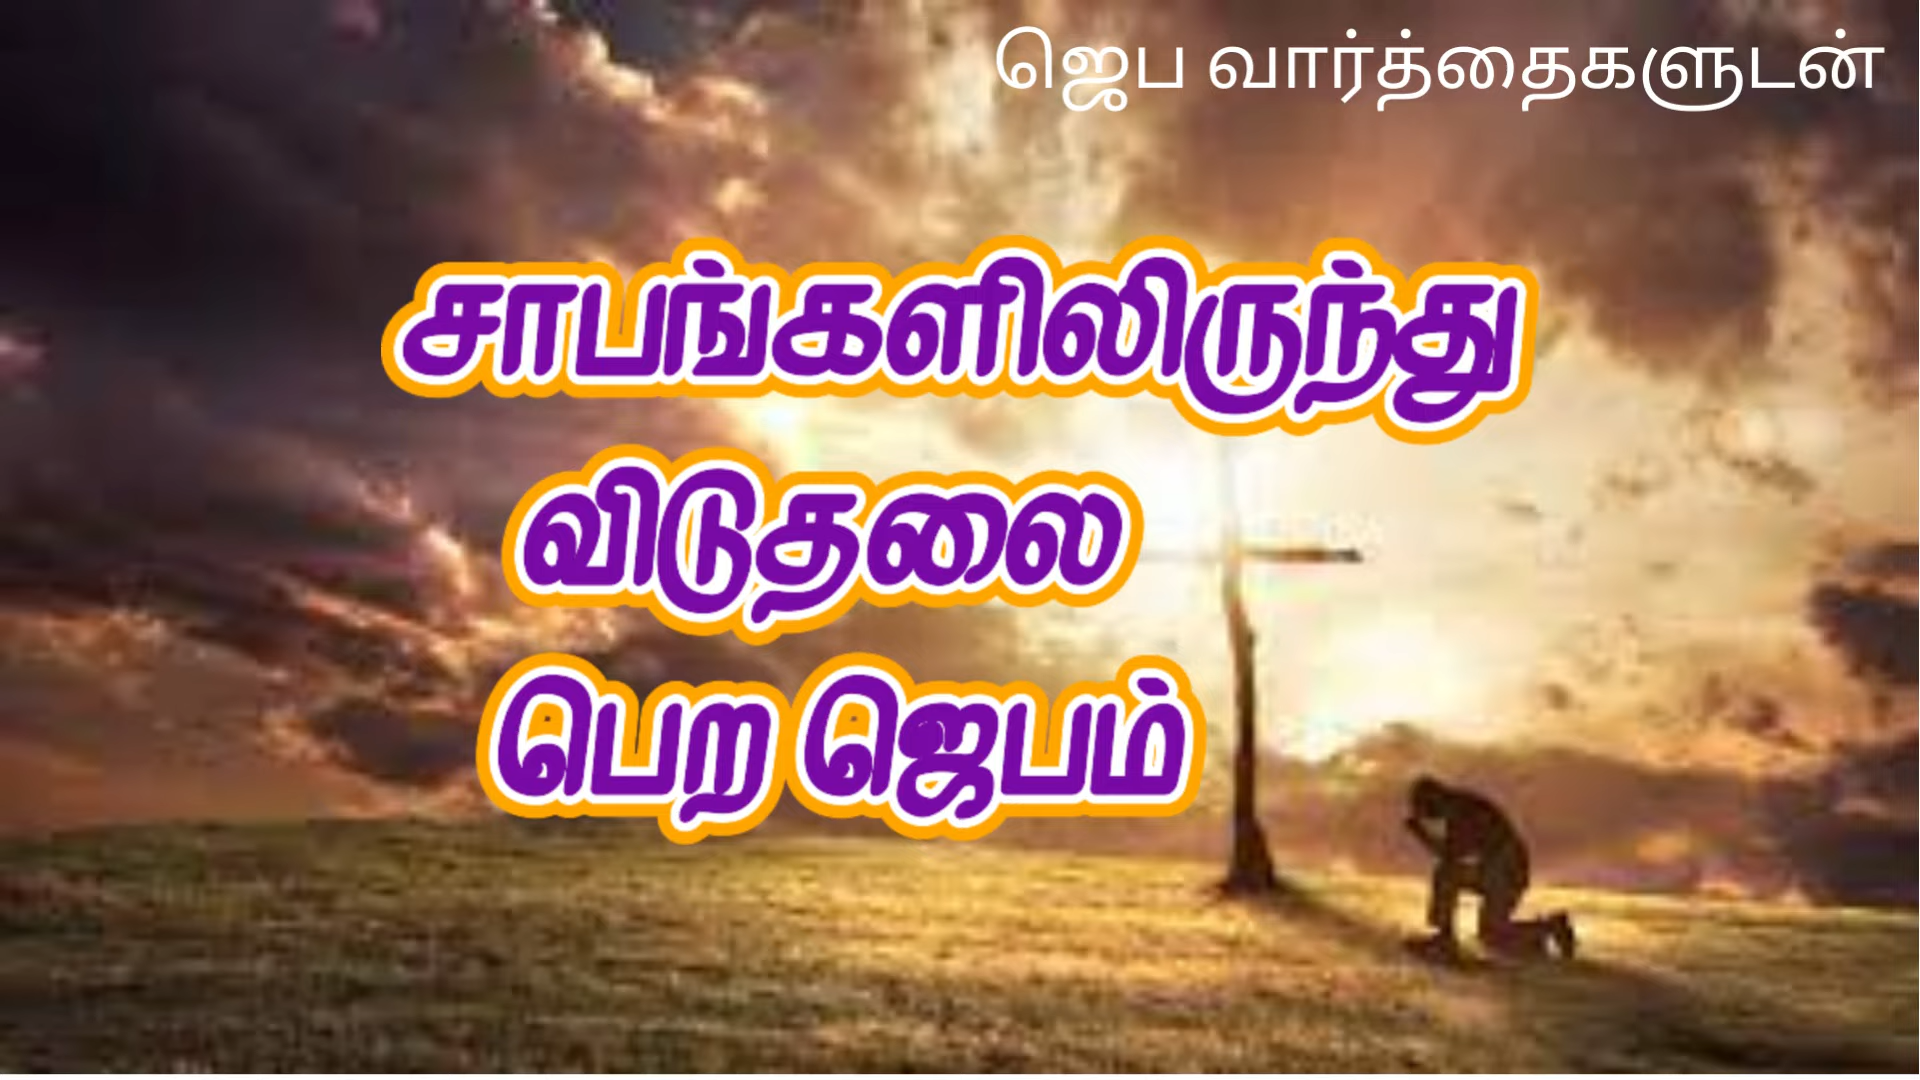 ஜெப வார்த்தைகளுடன்
சாபங்களிலிருந்து
விடுதலை
பெற ஜெபம்